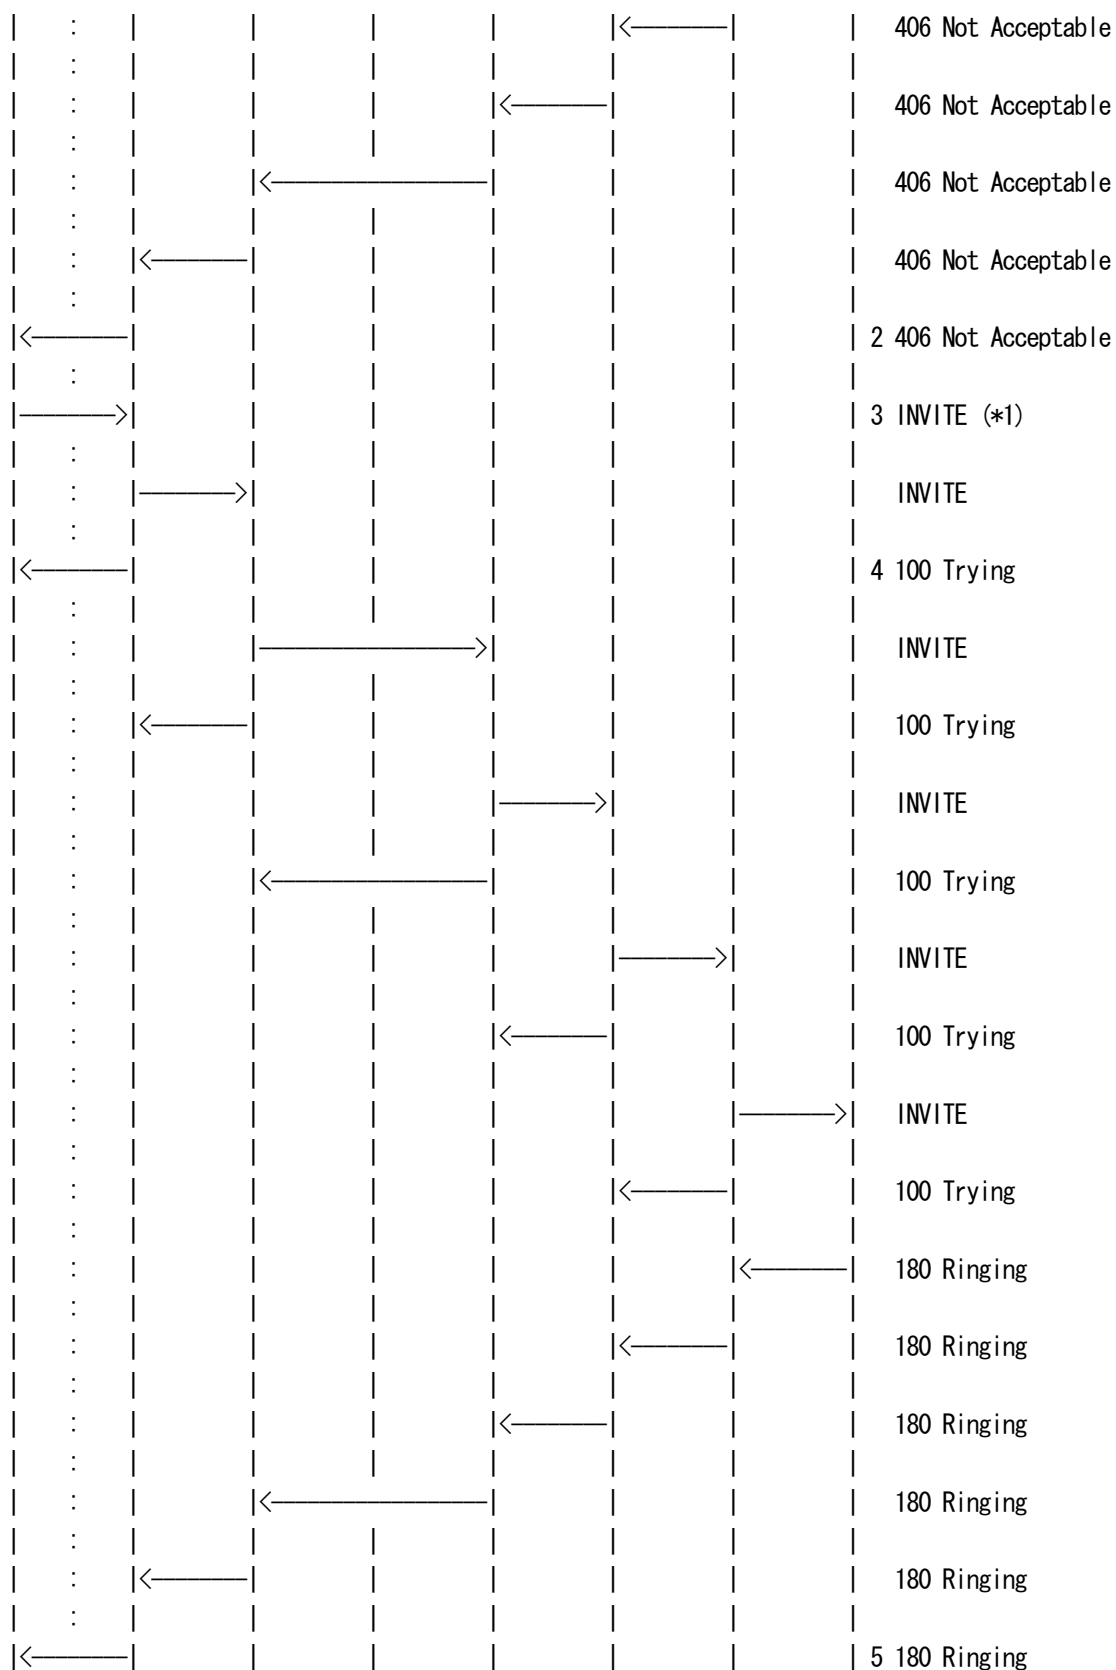 406 Not Acceptable
406 Not Acceptable
406 Not Acceptable
406 Not Acceptable
2 406 Not Acceptable
3 INVITE (*1)
INVITE
4 100 Trying
INVITE
100 Trying
INVITE
100 Trying
INVITE
100 Trying
INVITE
100 Trying
180 Ringing
180 Ringing
180 Ringing
180 Ringing
180 Ringing
5 180 Ringing